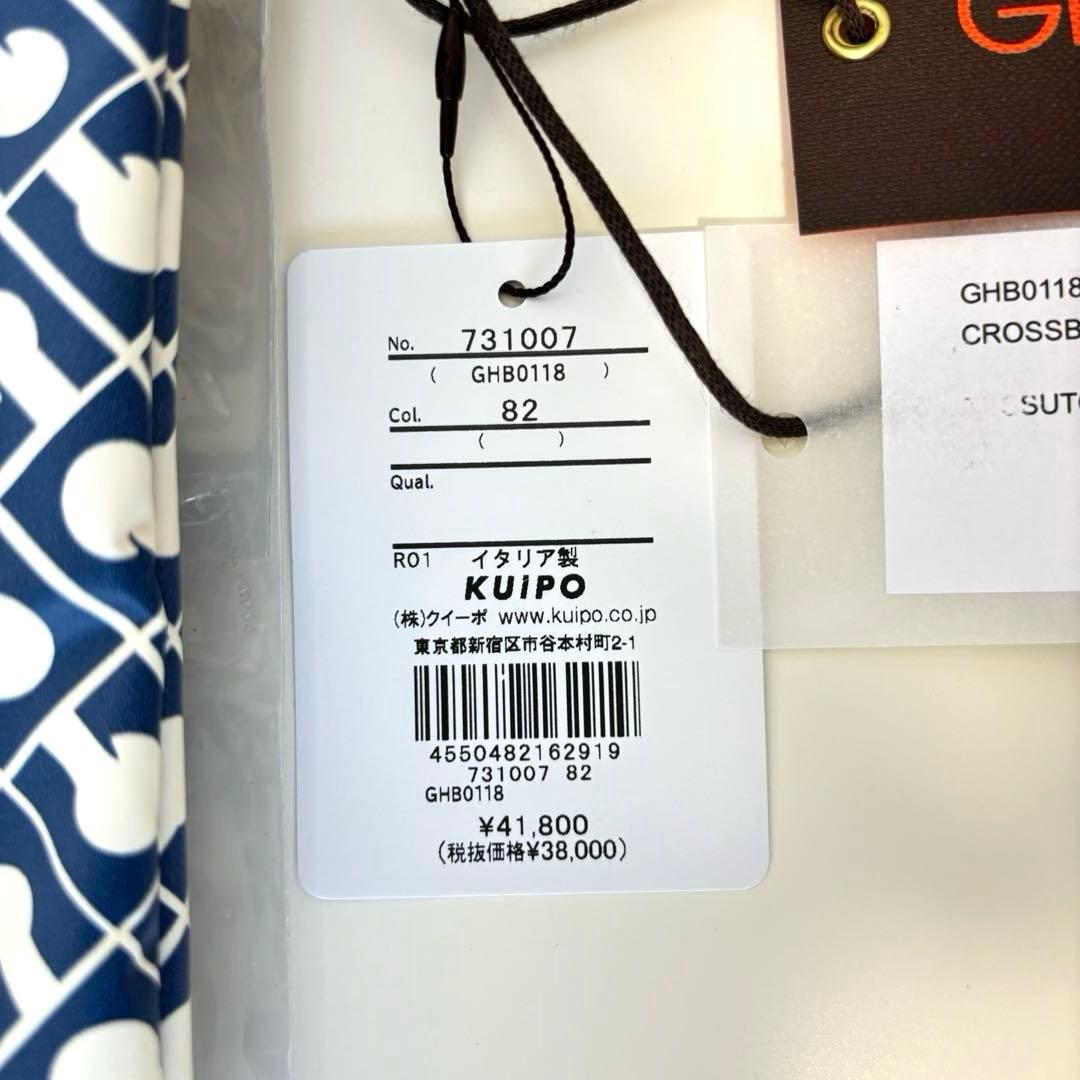 No. 731007
( GHB0118 )
Col. 82
( )
Qual.
R01 イタリア製
KUiPO
(株)クイーポ www.kuipo.co.jp
東京都新宿区市谷本村町2-1
4550482162919
731007 82
GHB0118
¥41,800
(税抜価格¥38,000)
GHB0118
CROSSB